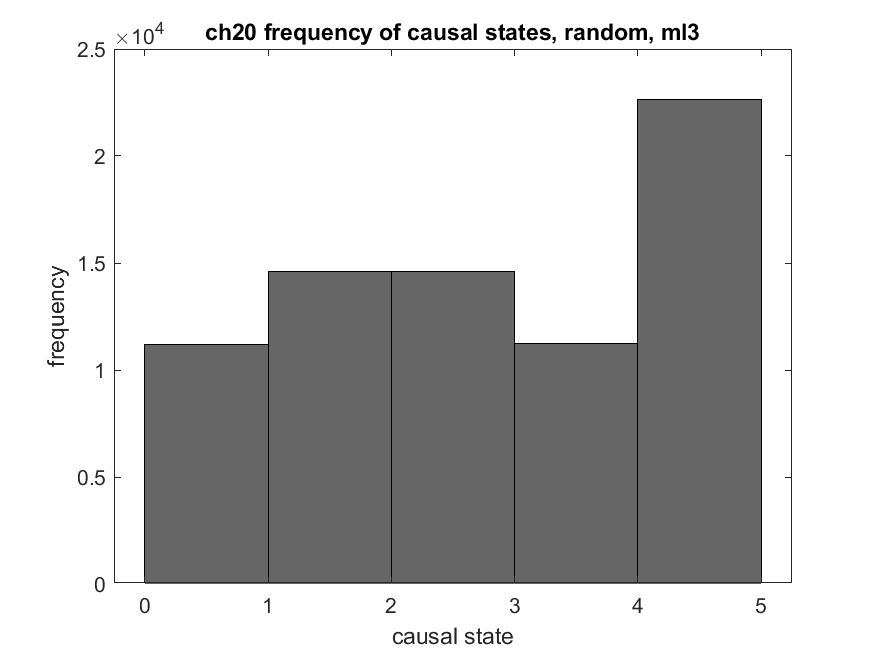 ch20 frequency of causal states, random, ml3
×10^4
2.5
2
1.5
1
0.5
0
frequency
0 1 2 3 4 5
causal state